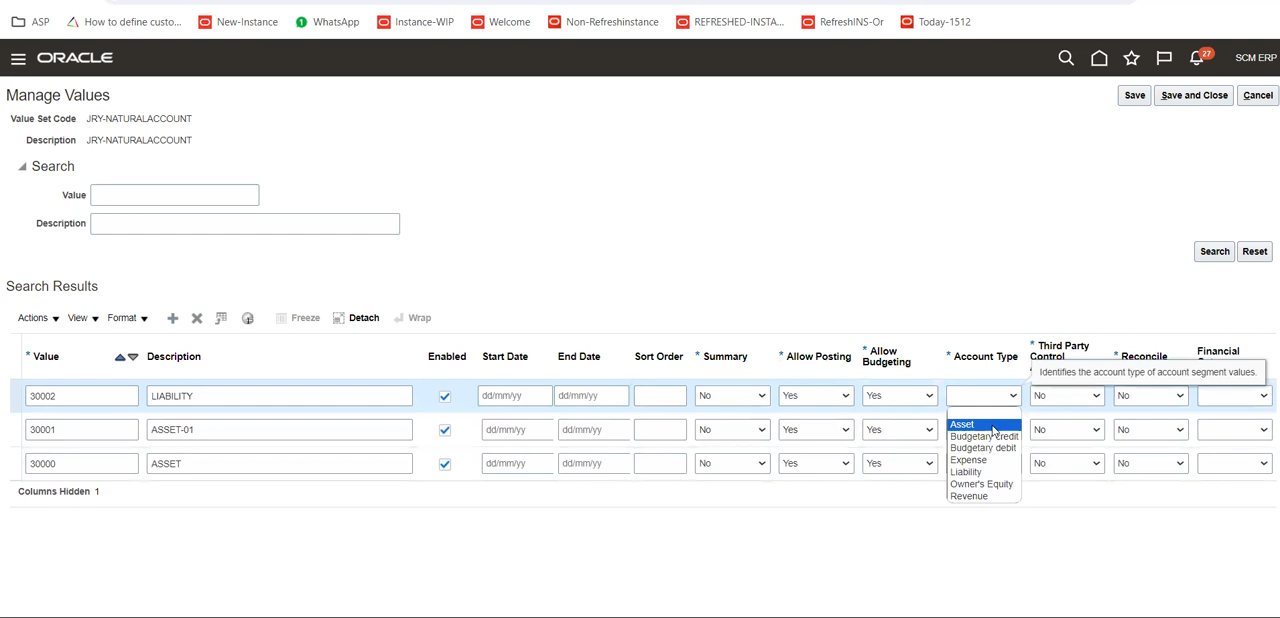 ASP How to define custo... New-Instance WhatsApp Instance-WIP Welcome Non-Refreshinstance REFRESHED-INSTA... RefreshINS-Or Today-1512
ORACLE 27 SCM ERP
Manage Values Save Save and Close Cancel
Value Set Code JRY-NATURALACCOUNT
Description JRY-NATURALACCOUNT
Search
Value
Description
Search Reset
Search Results
Actions View Format Freeze Detach Wrap
* Value Description Enabled Start Date End Date Sort Order * Summary * Allow Posting * Allow Budgeting * Account Type * Third Party Control * Reconcile Financial
Identifies the account type of account segment values.
30002 LIABILITY dd/mm/yy dd/mm/yy No Yes Yes No No
30001 ASSET-01 dd/mm/yy dd/mm/yy No Yes Yes No No
30000 ASSET dd/mm/yy dd/mm/yy No Yes Yes No No
Asset
Budgetary credit
Budgetary debit
Expense
Liability
Owner's Equity
Revenue
Columns Hidden 1